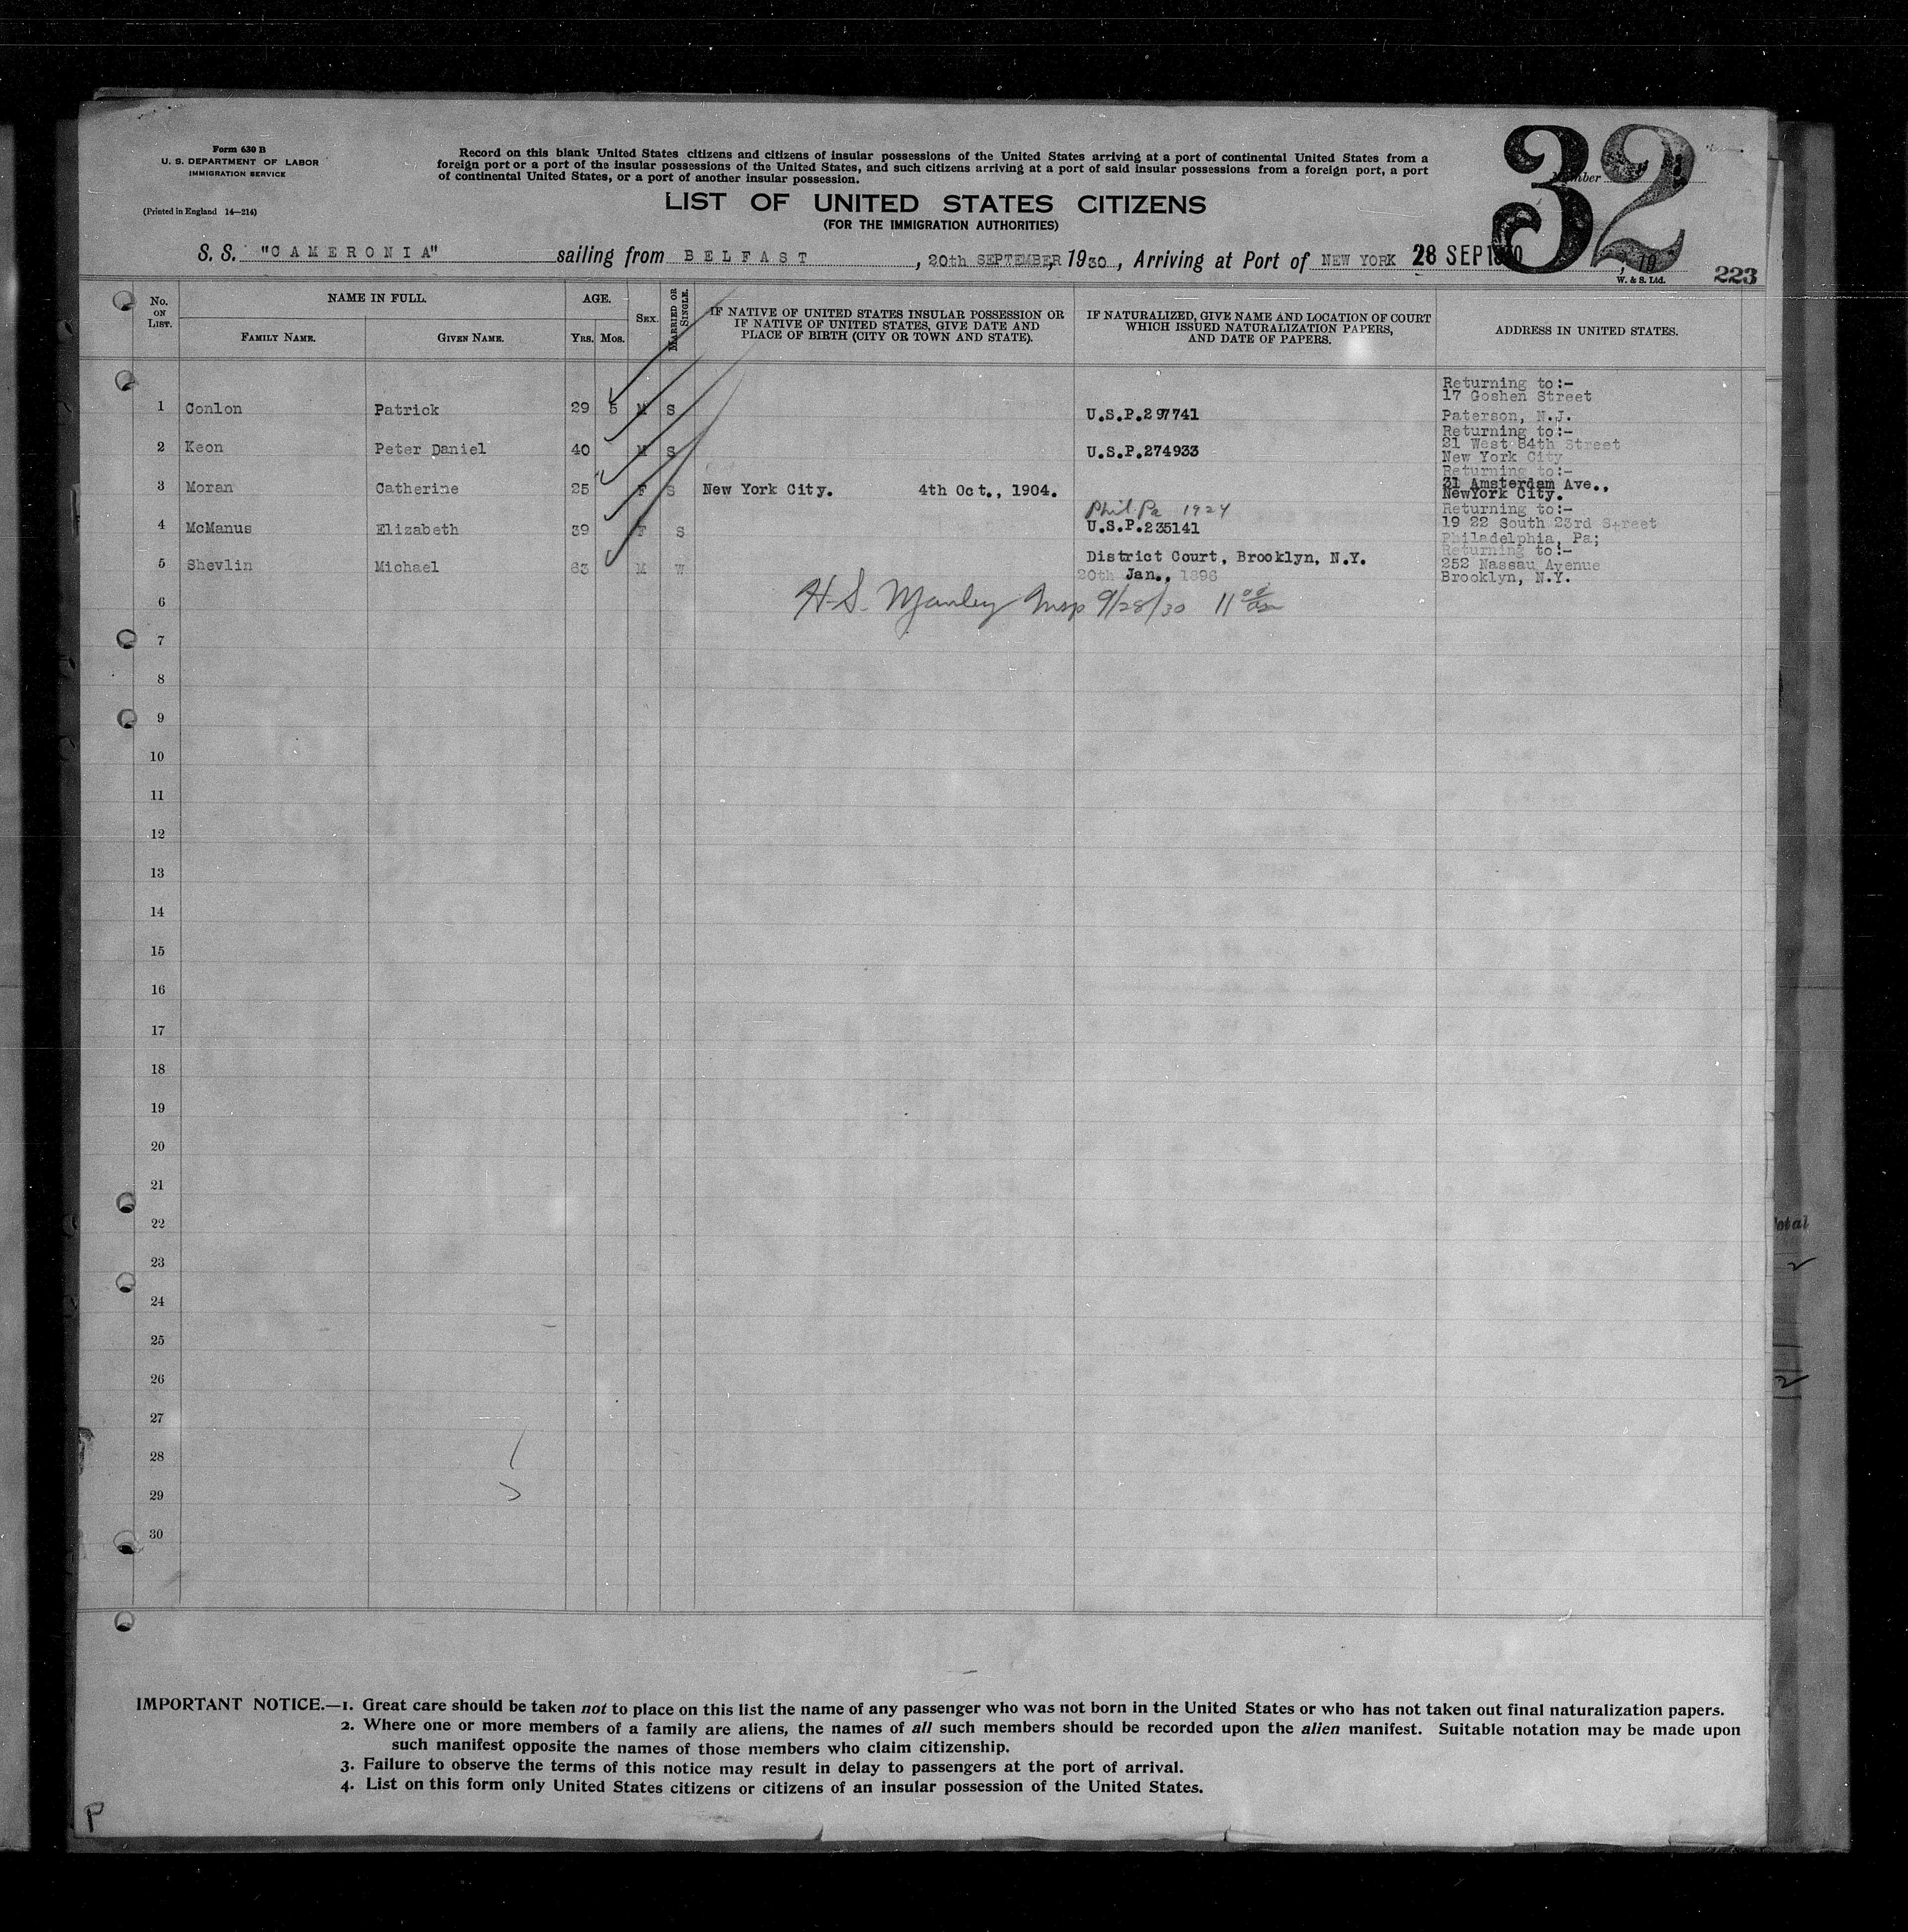 Form 630 B
U. S. DEPARTMENT OF LABOR
IMMIGRATION SERVICE
(Printed in England 14—214)
Record on this blank United States citizens and citizens of insular possessions of the United States arriving at a port of continental United States from a
foreign port or a port of the insular possessions of the United States, and such citizens arriving at a port of said insular possessions from a foreign port, a port
of continental United States, or a port of another insular possession.
32
Number
LIST OF UNITED STATES CITIZENS
(FOR THE IMMIGRATION AUTHORITIES)
S. S. "CAMERONIA" sailing from BELFAST, 20th SEPTEMBER, 1930, Arriving at Port of NEW YORK 28 SEP 1930, 19
W. & S. Ltd.
223
No. ON LIST.
NAME IN FULL.
FAMILY NAME.
GIVEN NAME.
AGE.
YRS. MOS.
SEX.
MARRIED OR SINGLE.
IF NATIVE OF UNITED STATES INSULAR POSSESSION OR
IF NATIVE OF UNITED STATES, GIVE DATE AND
PLACE OF BIRTH (CITY OR TOWN AND STATE).
IF NATURALIZED, GIVE NAME AND LOCATION OF COURT
WHICH ISSUED NATURALIZATION PAPERS,
AND DATE OF PAPERS.
ADDRESS IN UNITED STATES.
Returning to:-
17 Goshen Street
1 Conlon Patrick 29 5 M S U.S.P.297741 Paterson, N.J.
Returning to:-
21 West 84th Street
2 Keon Peter Daniel 40 M S U.S.P.274933 New York City
Returning to:-
31 Amsterdam Ave.,
3 Moran Catherine 25 F S New York City. 4th Oct., 1904. NewYork City.
Phil. Pa 1924 Returning to:-
4 McManus Elizabeth 39 F S U.S.P.235141 19 22 South 23rd Street
Philadelphia, Pa;
District Court, Brooklyn, N.Y. Returning to:-
5 Shevlin Michael 63 M W 20th Jan., 1896 252 Nassau Avenue
Brooklyn, N.Y.
H.S. Manley Insp 9/28/30 11 00 am
6
7
8
9
10
11
12
13
14
15
16
17
18
19
20
21
22
23
24
25
26
27
28
29
30
IMPORTANT NOTICE.—1. Great care should be taken not to place on this list the name of any passenger who was not born in the United States or who has not taken out final naturalization papers.
2. Where one or more members of a family are aliens, the names of all such members should be recorded upon the alien manifest. Suitable notation may be made upon
such manifest opposite the names of those members who claim citizenship.
3. Failure to observe the terms of this notice may result in delay to passengers at the port of arrival.
4. List on this form only United States citizens or citizens of an insular possession of the United States.
P